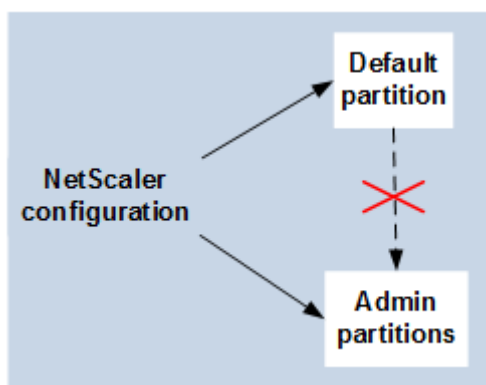 Default
partition
NetScaler
configuration
Admin
partitions